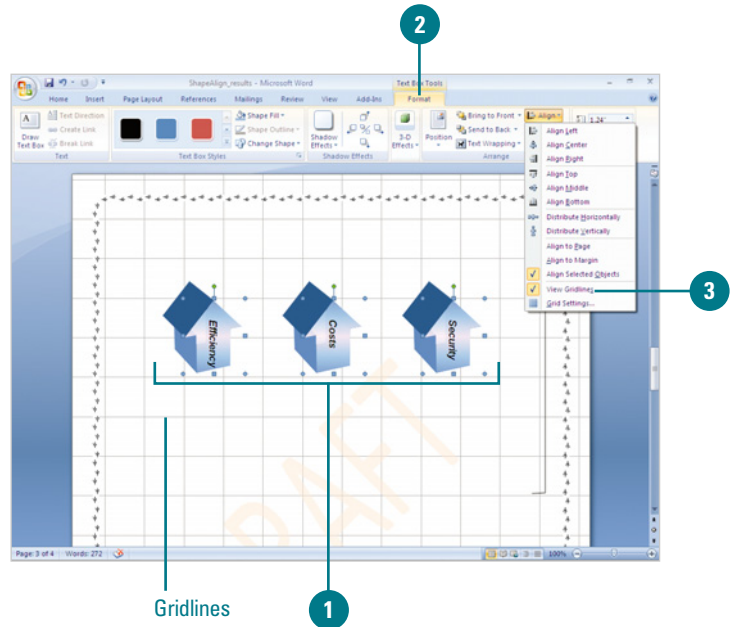 2
ShapeAlign_results - Microsoft Word
Text Box Tools
Home Insert Page Layout References Mailings Review View Add-Ins Format
Draw Text Box
Text Direction
Create Link
Break Link
Text
Text Box Styles
Shape Fill
Shape Outline
Change Shape
Shadow Effects
Shadow Effects
3-D Effects
Position
Bring to Front
Send to Back
Text Wrapping
Arrange
Align
1.24"
Align Left
Align Center
Align Right
Align Top
Align Middle
Align Bottom
Distribute Horizontally
Distribute Vertically
Align to Page
Align to Margin
Align Selected Objects
View Gridlines
Grid Settings...
3
Efficiency
Costs
Security
DRAFT
Page: 3 of 4 Words: 272
100%
Gridlines
1